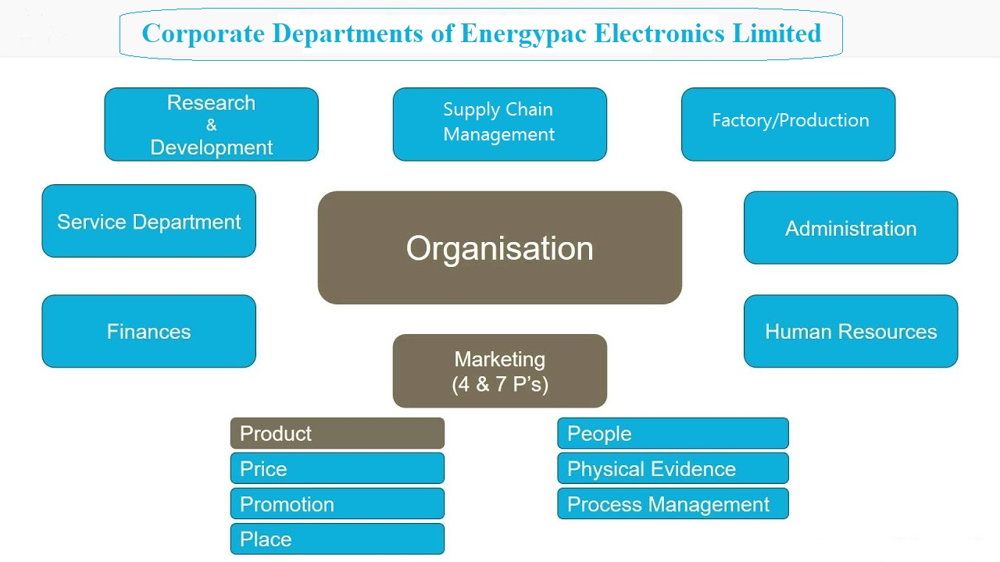 Corporate Departments of Energypac Electronics Limited
Research
&
Development
Supply Chain
Management
Factory/Production
Service Department
Organisation
Administration
Finances
Human Resources
Marketing
(4 & 7 P’s)
Product
Price
Promotion
Place
People
Physical Evidence
Process Management